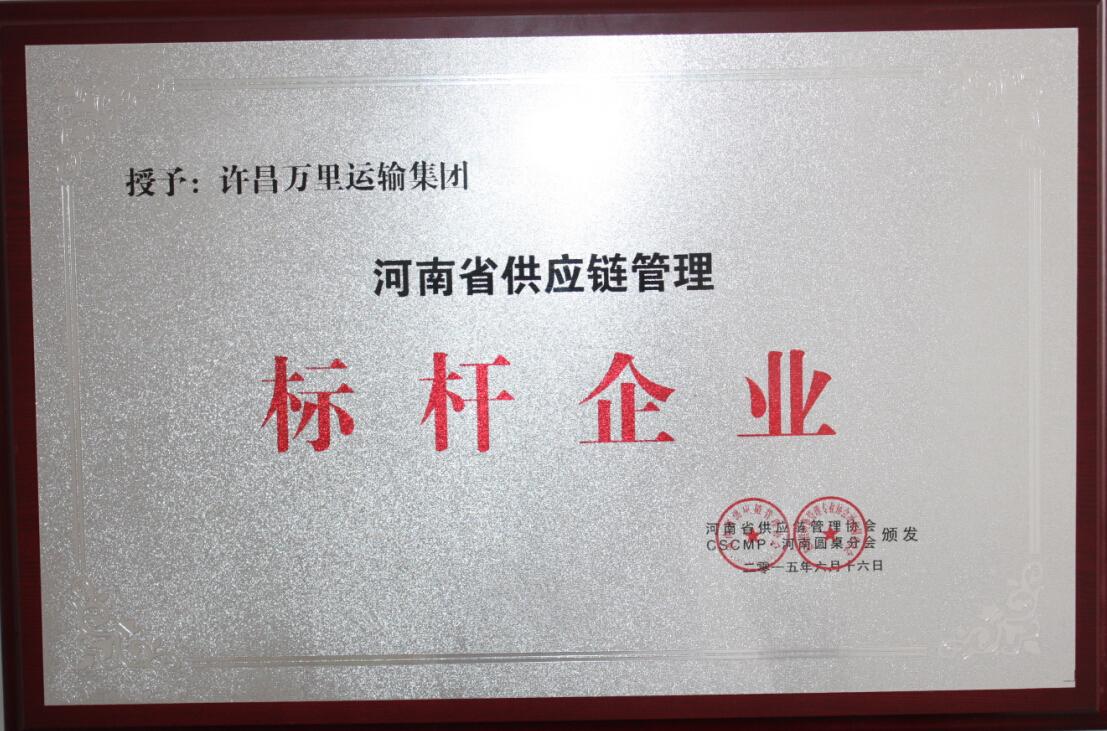 授予：许昌万里运输集团
河南省供应链管理
标杆企业
河南省供应链管理协会
CSCMP·河南圆桌分会 颁发
二零一五年六月十六日